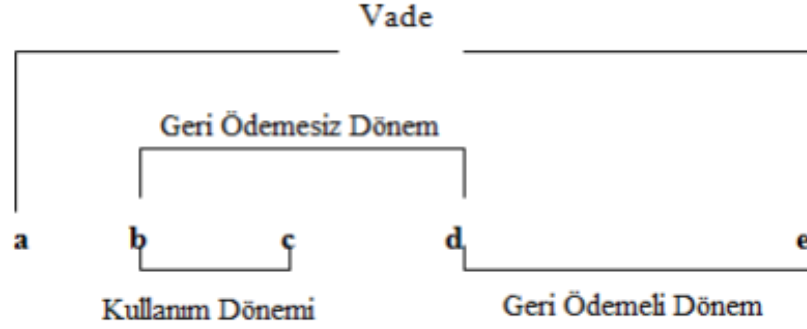 Vade
Geri Ödemesiz Dönem
a b c d e
Kullanım Dönemi Geri Ödemeli Dönem